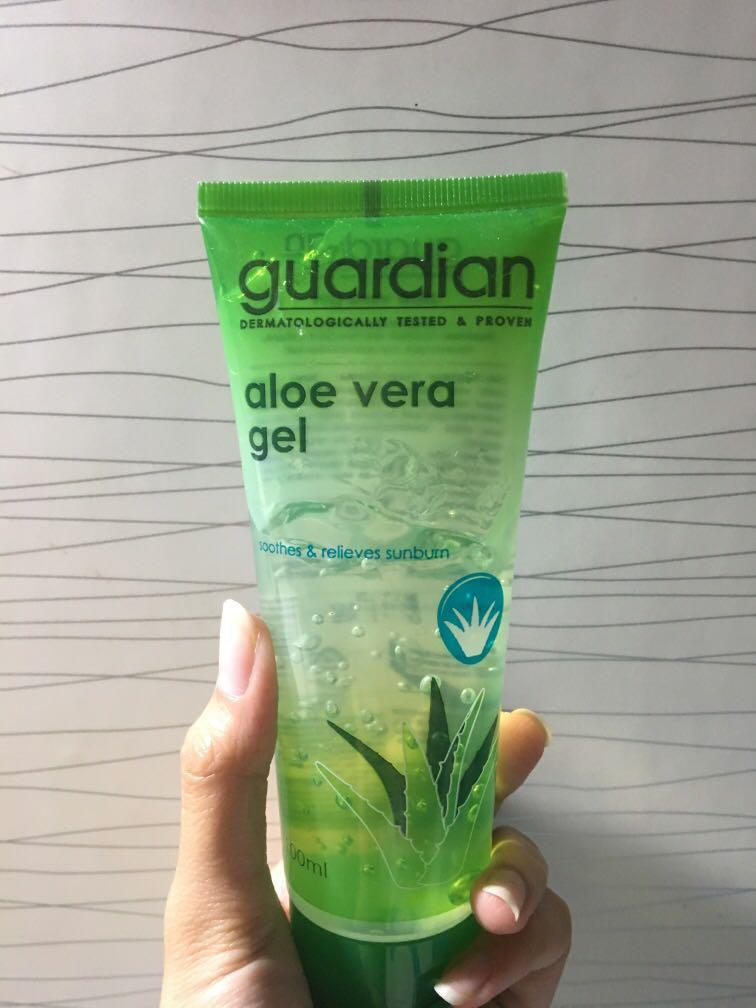 guardian
DERMATOLOGICALLY TESTED & PROVEN
aloe vera
gel
soothes & relieves sunburn